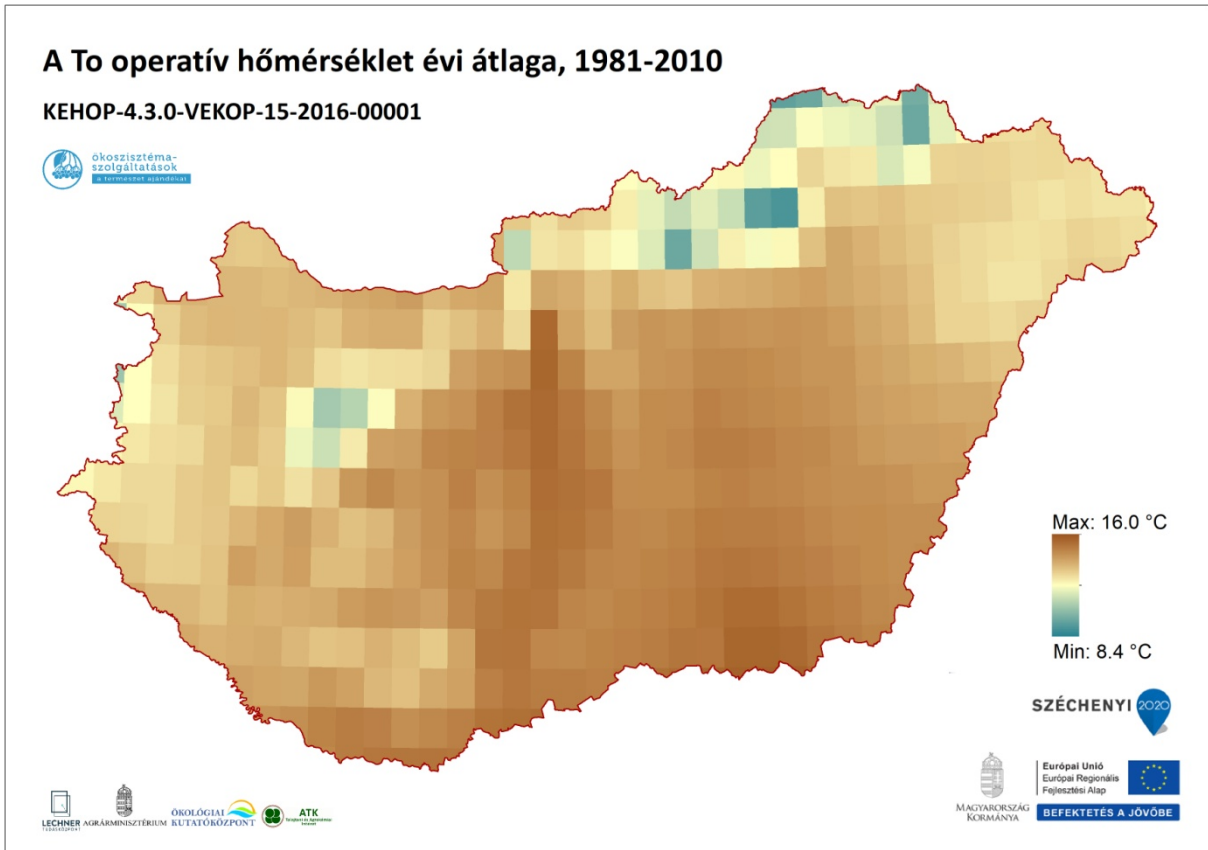 A To operatív hőmérséklet évi átlaga, 1981-2010
KEHOP-4.3.0-VEKOP-15-2016-00001
ökoszisztéma-
szolgáltatások
a természet ajándékai
Max: 16.0 °C
Min: 8.4 °C
SZÉCHENYI 2020
MAGYARORSZÁG
KORMÁNYA
Európai Unió
Európai Regionális
Fejlesztési Alap
BEFEKTETÉS A JÖVŐBE
LECHNER
TUDÁSKÖZPONT
AGRÁRMINISZTÉRIUM
ÖKOLÓGIAI
KUTATÓKÖZPONT
ATK